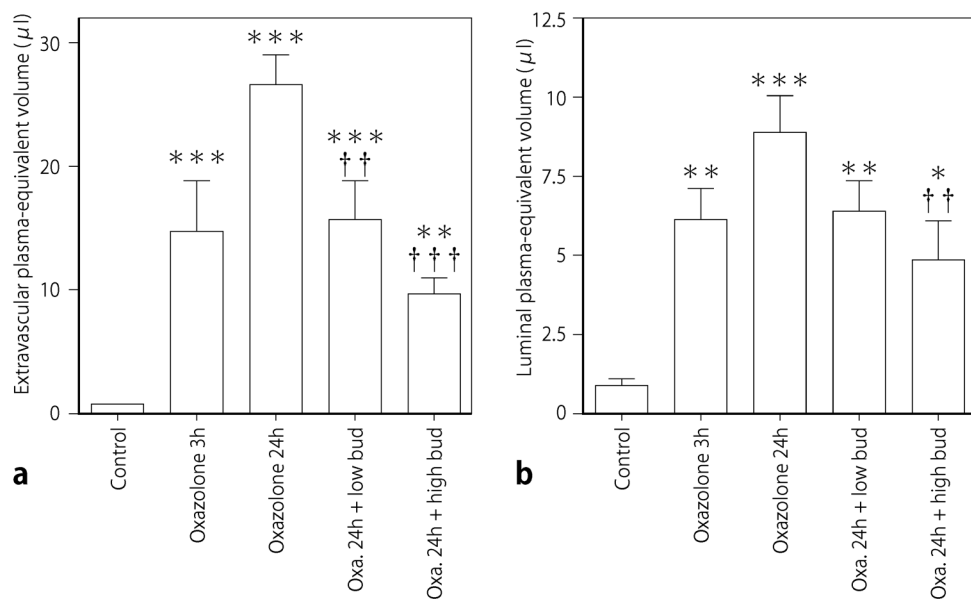 Extravascular plasma-equivalent volume (μl)
30
20
10
0
***
***
***
††
**
†††
Control
Oxazolone 3h
Oxazolone 24h
Oxa. 24h + low bud
Oxa. 24h + high bud
a
Luminal plasma-equivalent volume (μl)
12.5
10
7.5
5
2.5
0
**
***
**
*
††
Control
Oxazolone 3h
Oxazolone 24h
Oxa. 24h + low bud
Oxa. 24h + high bud
b